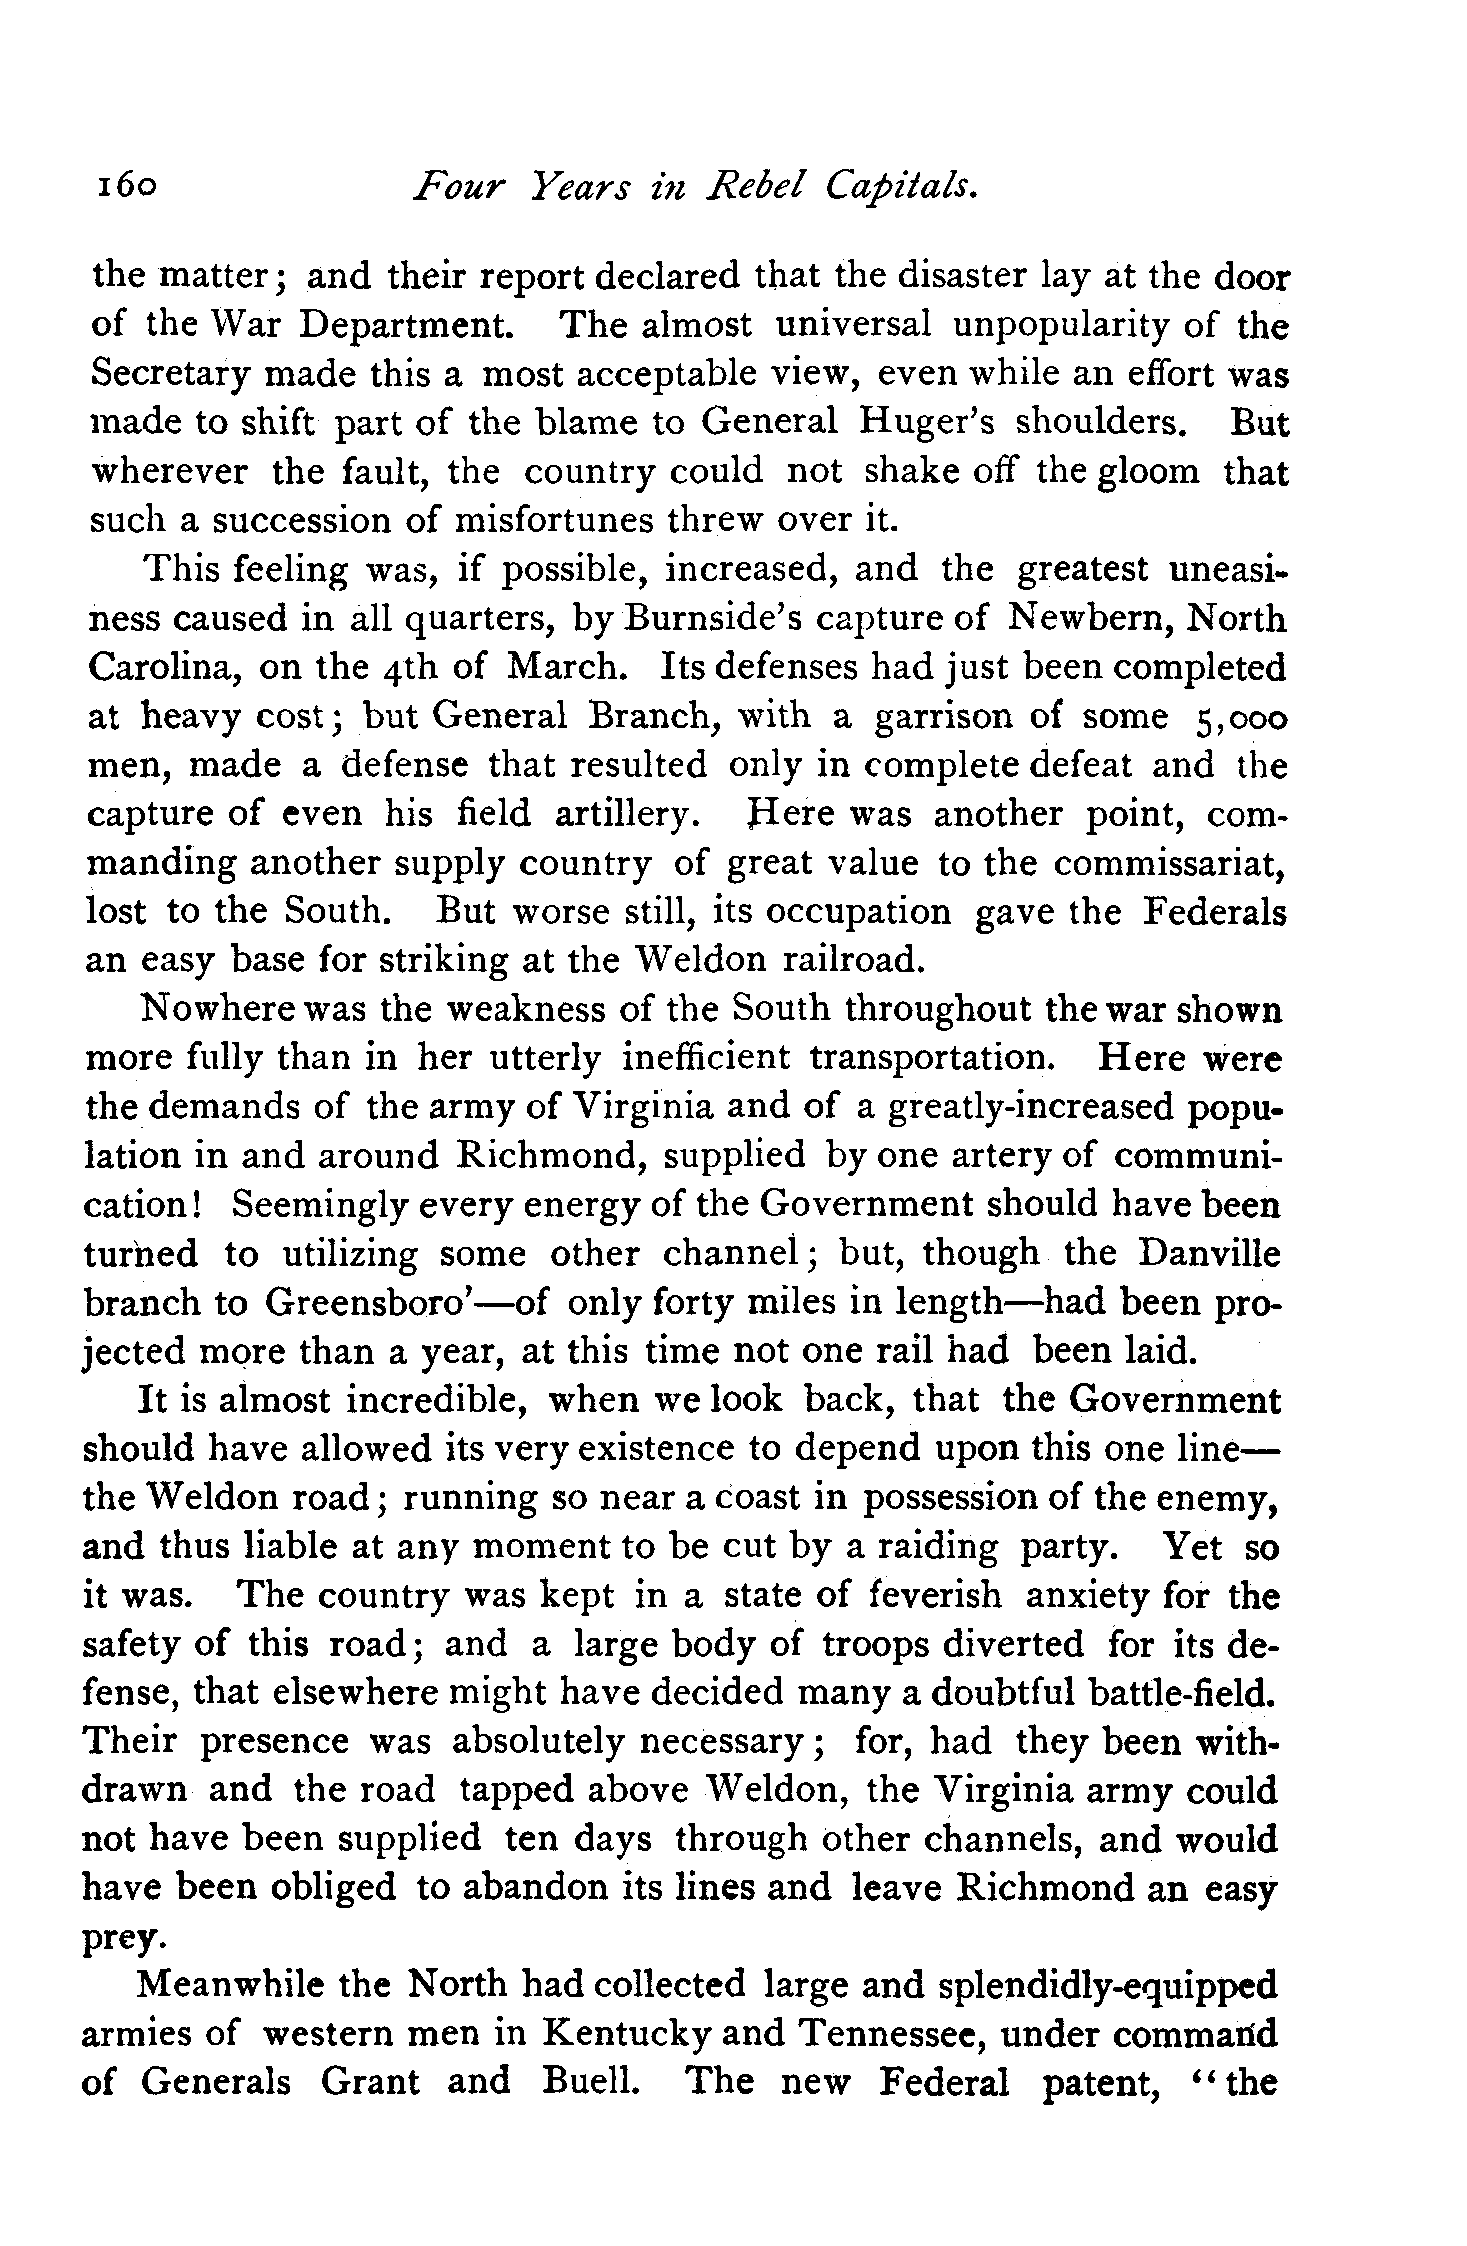 160 Four Years in Rebel Capitals.
the matter; and their report declared that the disaster lay at the door
of the War Department. The almost universal unpopularity of the
Secretary made this a most acceptable view, even while an effort was
made to shift part of the blame to General Huger's shoulders. But
wherever the fault, the country could not shake off the gloom that
such a succession of misfortunes threw over it.
This feeling was, if possible, increased, and the greatest uneasi-
ness caused in all quarters, by Burnside's capture of Newbern, North
Carolina, on the 4th of March. Its defenses had just been completed
at heavy cost; but General Branch, with a garrison of some 5,000
men, made a defense that resulted only in complete defeat and the
capture of even his field artillery. Here was another point, com-
manding another supply country of great value to the commissariat,
lost to the South. But worse still, its occupation gave the Federals
an easy base for striking at the Weldon railroad.
Nowhere was the weakness of the South throughout the war shown
more fully than in her utterly inefficient transportation. Here were
the demands of the army of Virginia and of a greatly-increased popu-
lation in and around Richmond, supplied by one artery of communi-
cation! Seemingly every energy of the Government should have been
turned to utilizing some other channel; but, though the Danville
branch to Greensboro'—of only forty miles in length—had been pro-
jected more than a year, at this time not one rail had been laid.
It is almost incredible, when we look back, that the Government
should have allowed its very existence to depend upon this one line—
the Weldon road; running so near a coast in possession of the enemy,
and thus liable at any moment to be cut by a raiding party. Yet so
it was. The country was kept in a state of feverish anxiety for the
safety of this road; and a large body of troops diverted for its de-
fense, that elsewhere might have decided many a doubtful battle-field.
Their presence was absolutely necessary; for, had they been with-
drawn and the road tapped above Weldon, the Virginia army could
not have been supplied ten days through other channels, and would
have been obliged to abandon its lines and leave Richmond an easy
prey.
Meanwhile the North had collected large and splendidly-equipped
armies of western men in Kentucky and Tennessee, under command
of Generals Grant and Buell. The new Federal patent, "the